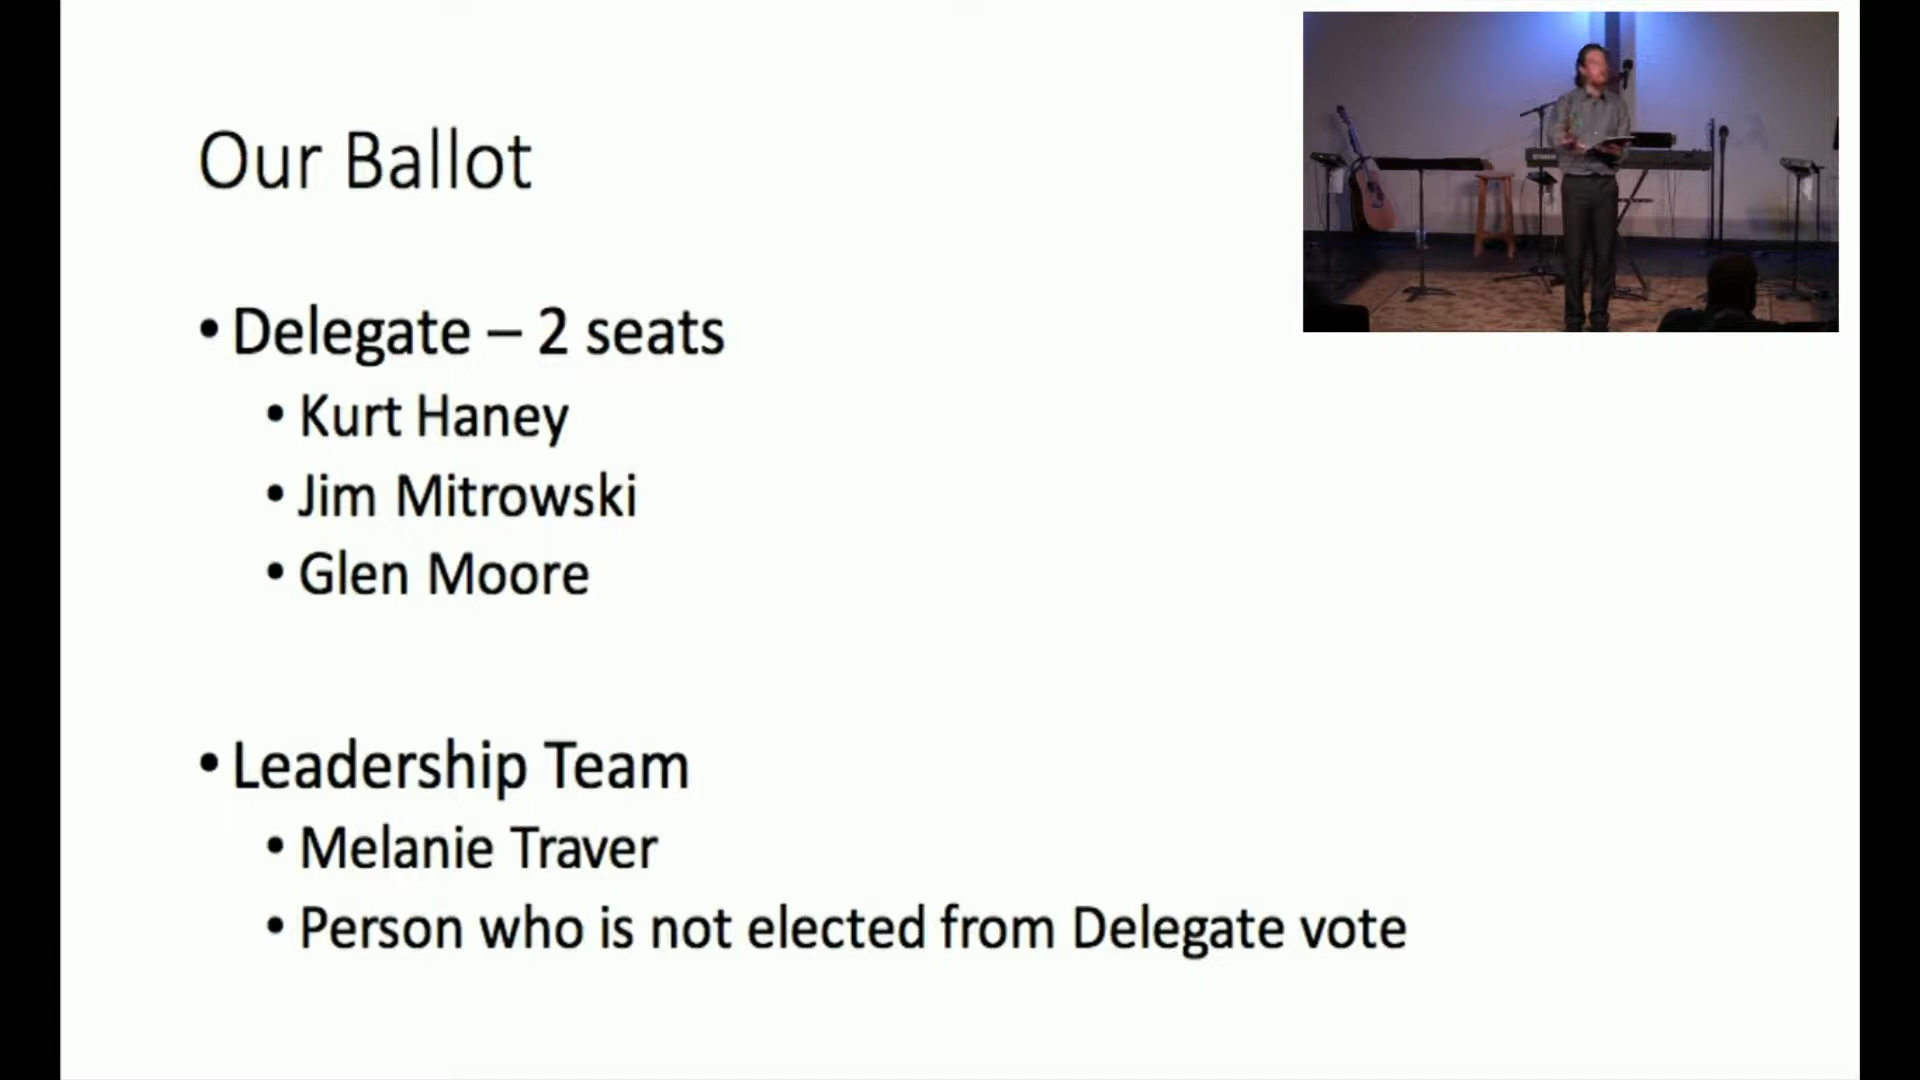 Our Ballot
• Delegate – 2 seats
• Kurt Haney
• Jim Mitrowski
• Glen Moore
• Leadership Team
• Melanie Traver
• Person who is not elected from Delegate vote